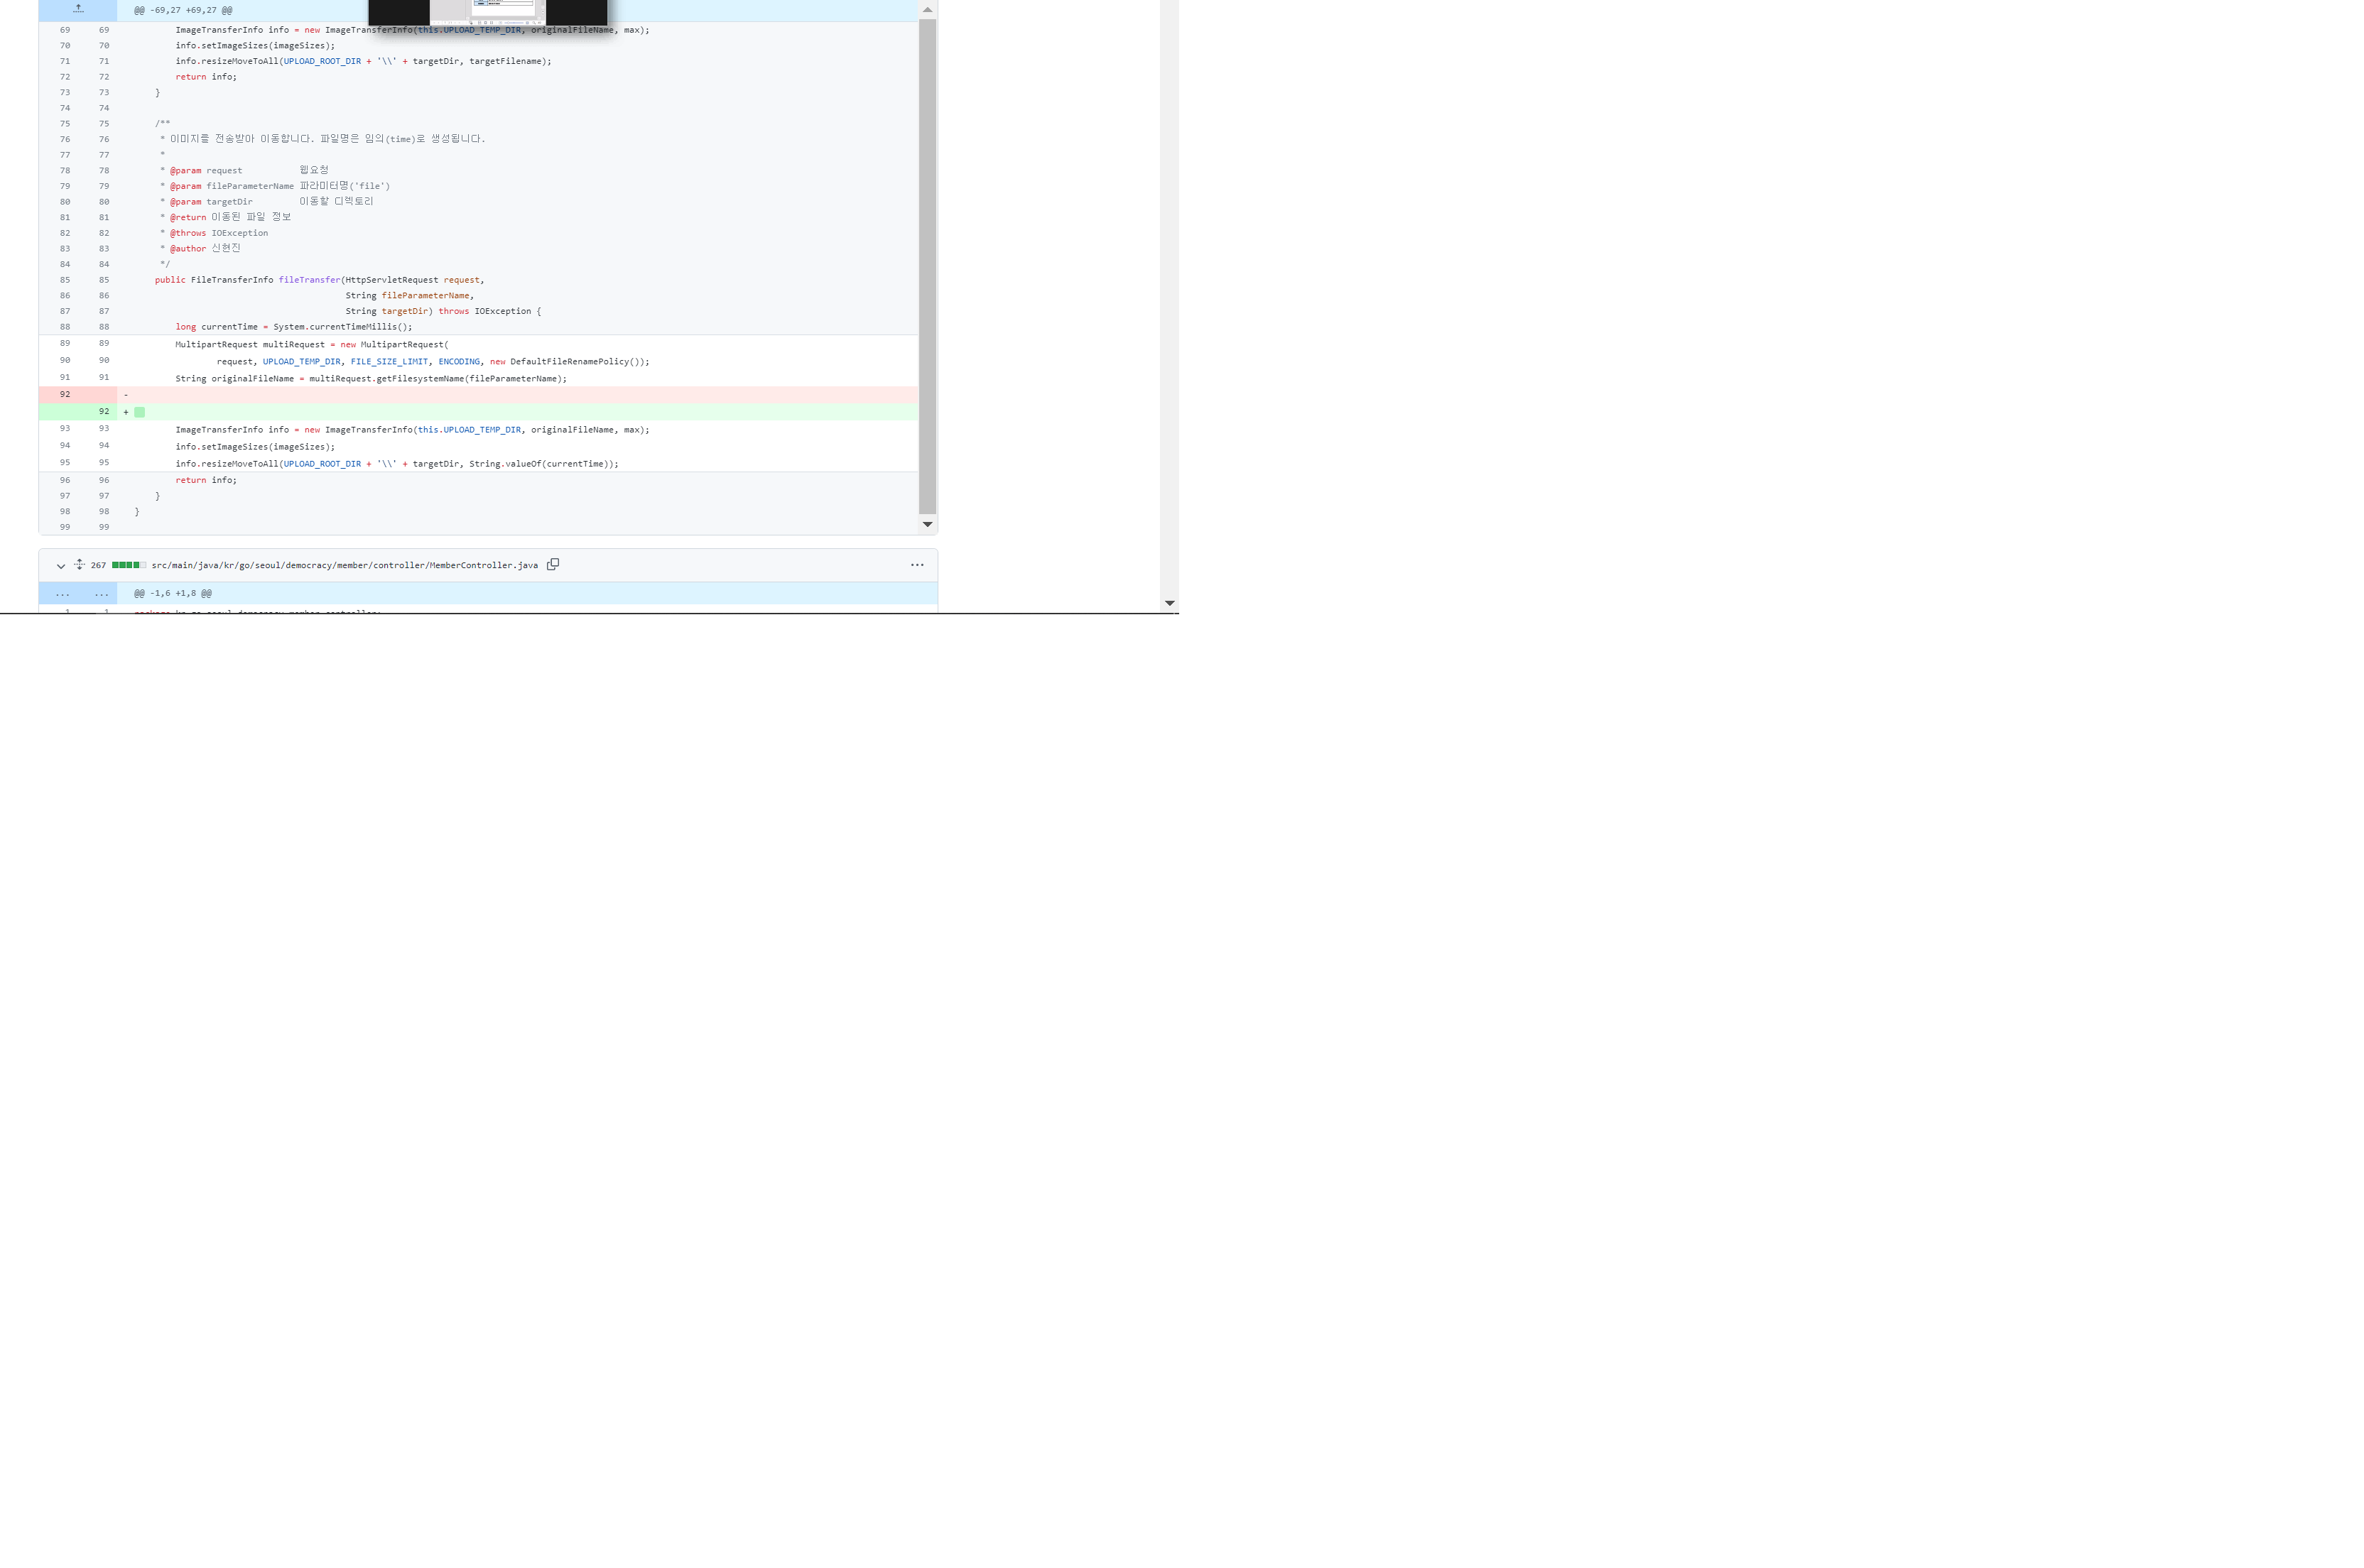 @@ -69,27 +69,27 @@
69 69 ImageTransferInfo info = new ImageTransferInfo(this.UPLOAD_TEMP_DIR, originalFileName, max);
70 70 info.setImageSizes(imageSizes);
71 71 info.resizeMoveToAll(UPLOAD_ROOT_DIR + '\\' + targetDir, targetFilename);
72 72 return info;
73 73 }
74 74
75 75 /**
76 76 * 이미지를 전송받아 이동합니다. 파일명은 임의(time)로 생성됩니다.
77 77 *
78 78 * @param request 웹요청
79 79 * @param fileParameterName 파라미터명('file')
80 80 * @param targetDir 이동할 디렉토리
81 81 * @return 이동된 파일 정보
82 82 * @throws IOException
83 83 * @author 신현진
84 84 */
85 85 public FileTransferInfo fileTransfer(HttpServletRequest request,
86 86 String fileParameterName,
87 87 String targetDir) throws IOException {
88 88 long currentTime = System.currentTimeMillis();
89 89 MultipartRequest multiRequest = new MultipartRequest(
90 90 request, UPLOAD_TEMP_DIR, FILE_SIZE_LIMIT, ENCODING, new DefaultFileRenamePolicy());
91 91 String originalFileName = multiRequest.getFilesystemName(fileParameterName);
92 -
92 +
93 93 ImageTransferInfo info = new ImageTransferInfo(this.UPLOAD_TEMP_DIR, originalFileName, max);
94 94 info.setImageSizes(imageSizes);
95 95 info.resizeMoveToAll(UPLOAD_ROOT_DIR + '\\' + targetDir, String.valueOf(currentTime));
96 96 return info;
97 97 }
98 98 }
99 99
267 src/main/java/kr/go/seoul/democracy/member/controller/MemberController.java ...
... ... @@ -1,6 +1,8 @@